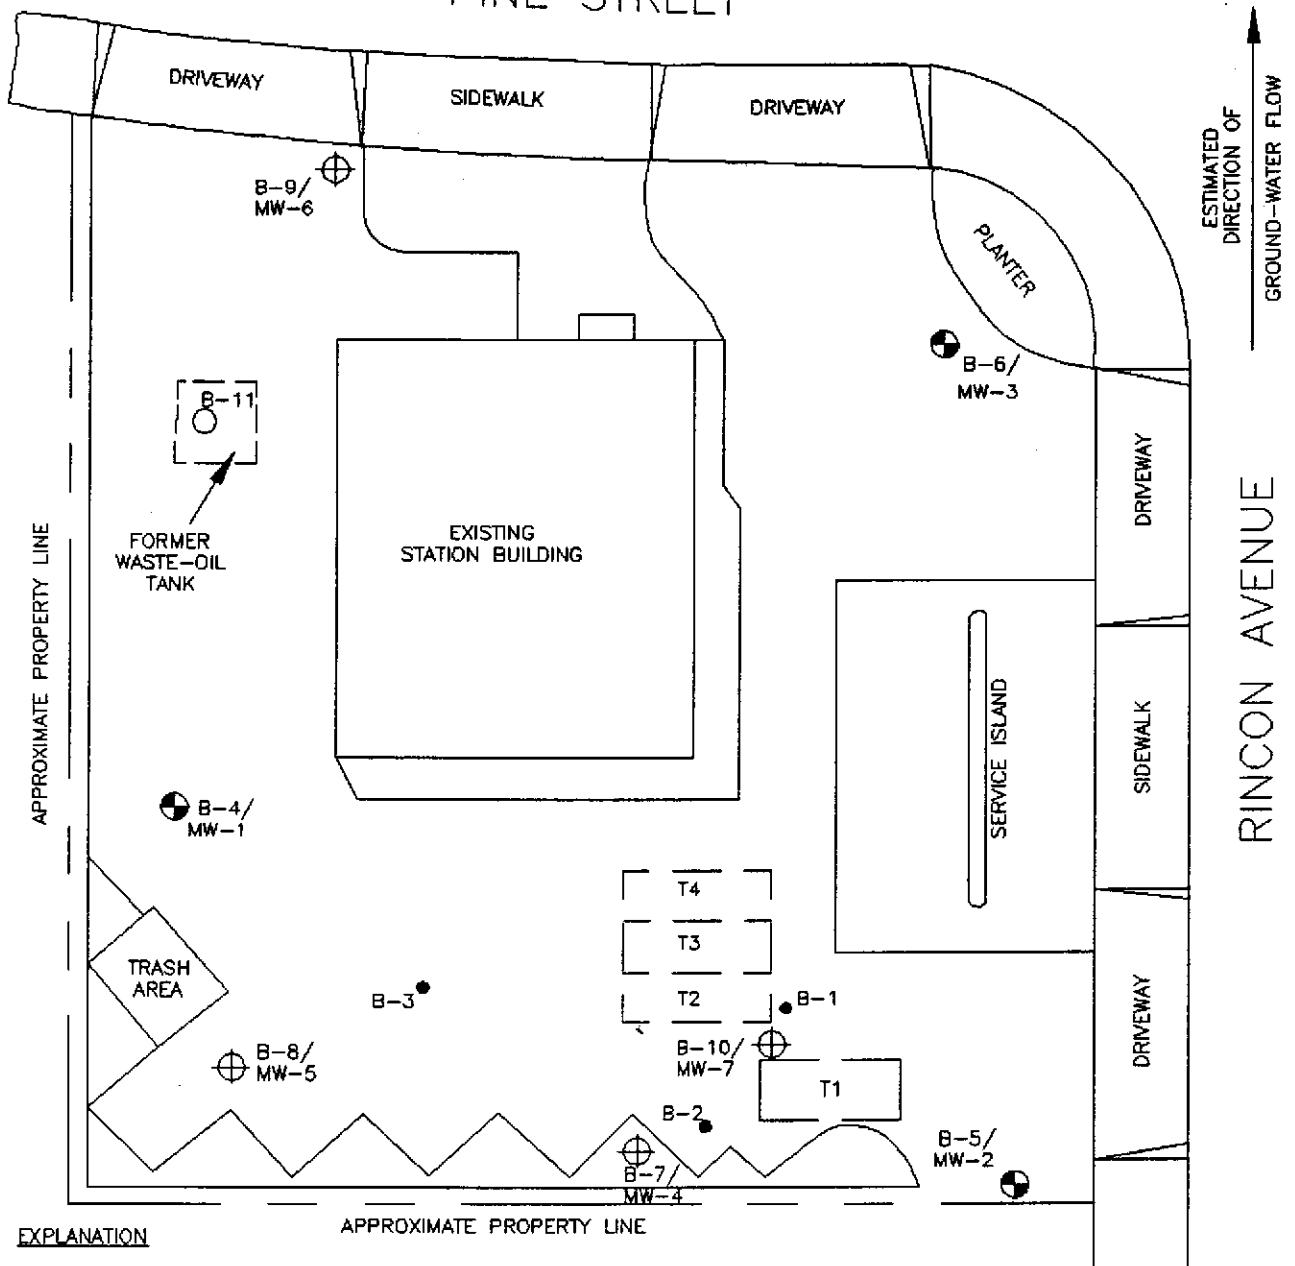 PINE STREET
DRIVEWAY
SIDEWALK
DRIVEWAY
ESTIMATED
DIRECTION OF
GROUND-WATER FLOW
B-9/
MW-6
PLANTER
B-6/
MW-3
B-11
FORMER
WASTE-OIL
TANK
EXISTING
STATION BUILDING
DRIVEWAY
RINCON AVENUE
APPROXIMATE PROPERTY LINE
SERVICE ISLAND
SIDEWALK
B-4/
MW-1
T4
T3
T2
TRASH
AREA
B-3
B-1
DRIVEWAY
B-8/
MW-5
B-10/
MW-7
T1
B-2
B-5/
MW-2
B-7/
MW-4
APPROXIMATE PROPERTY LINE
EXPLANATION